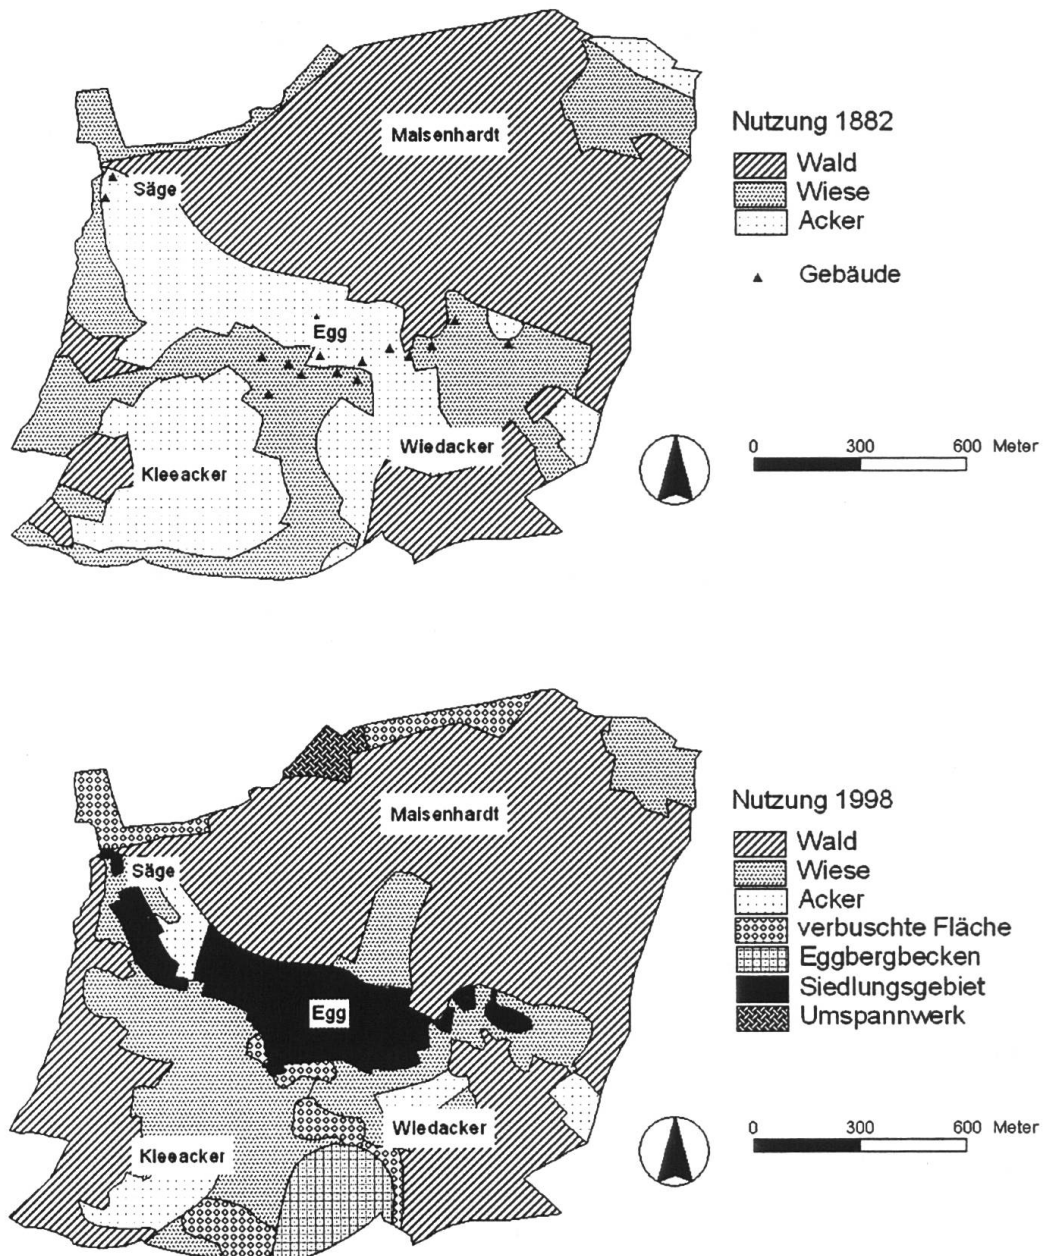 Maisenhardt
Säge
Egg
Wiedacker
Kleeacker
Nutzung 1882
Wald
Wiese
Acker
Gebäude
0 300 600 Meter
Maisenhardt
Säge
Egg
Wiedacker
Kleeacker
Nutzung 1998
Wald
Wiese
Acker
verbuschte Fläche
Eggbergbecken
Siedlungsgebiet
Umspannwerk
0 300 600 Meter